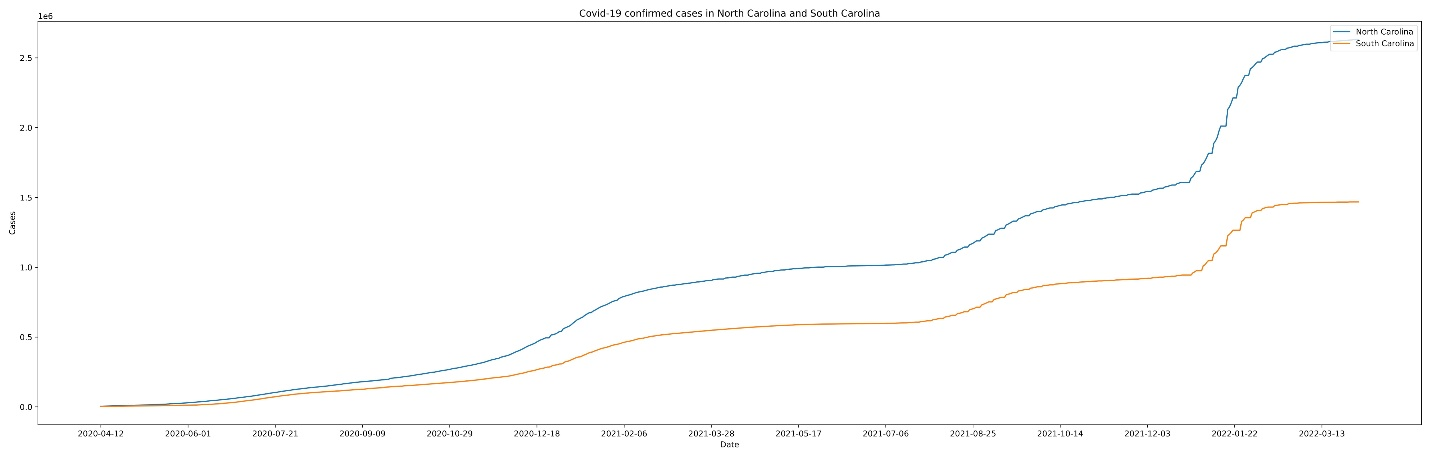 Covid-19 confirmed cases in North Carolina and South Carolina
1e6
North Carolina
South Carolina
2.5
2.0
1.5
1.0
0.5
0.0
Cases
2020-04-12 2020-06-01 2020-07-21 2020-09-09 2020-10-29 2020-12-18 2021-02-06 2021-03-28 2021-05-17 2021-07-06 2021-08-25 2021-10-14 2021-12-03 2022-01-22 2022-03-13
Date